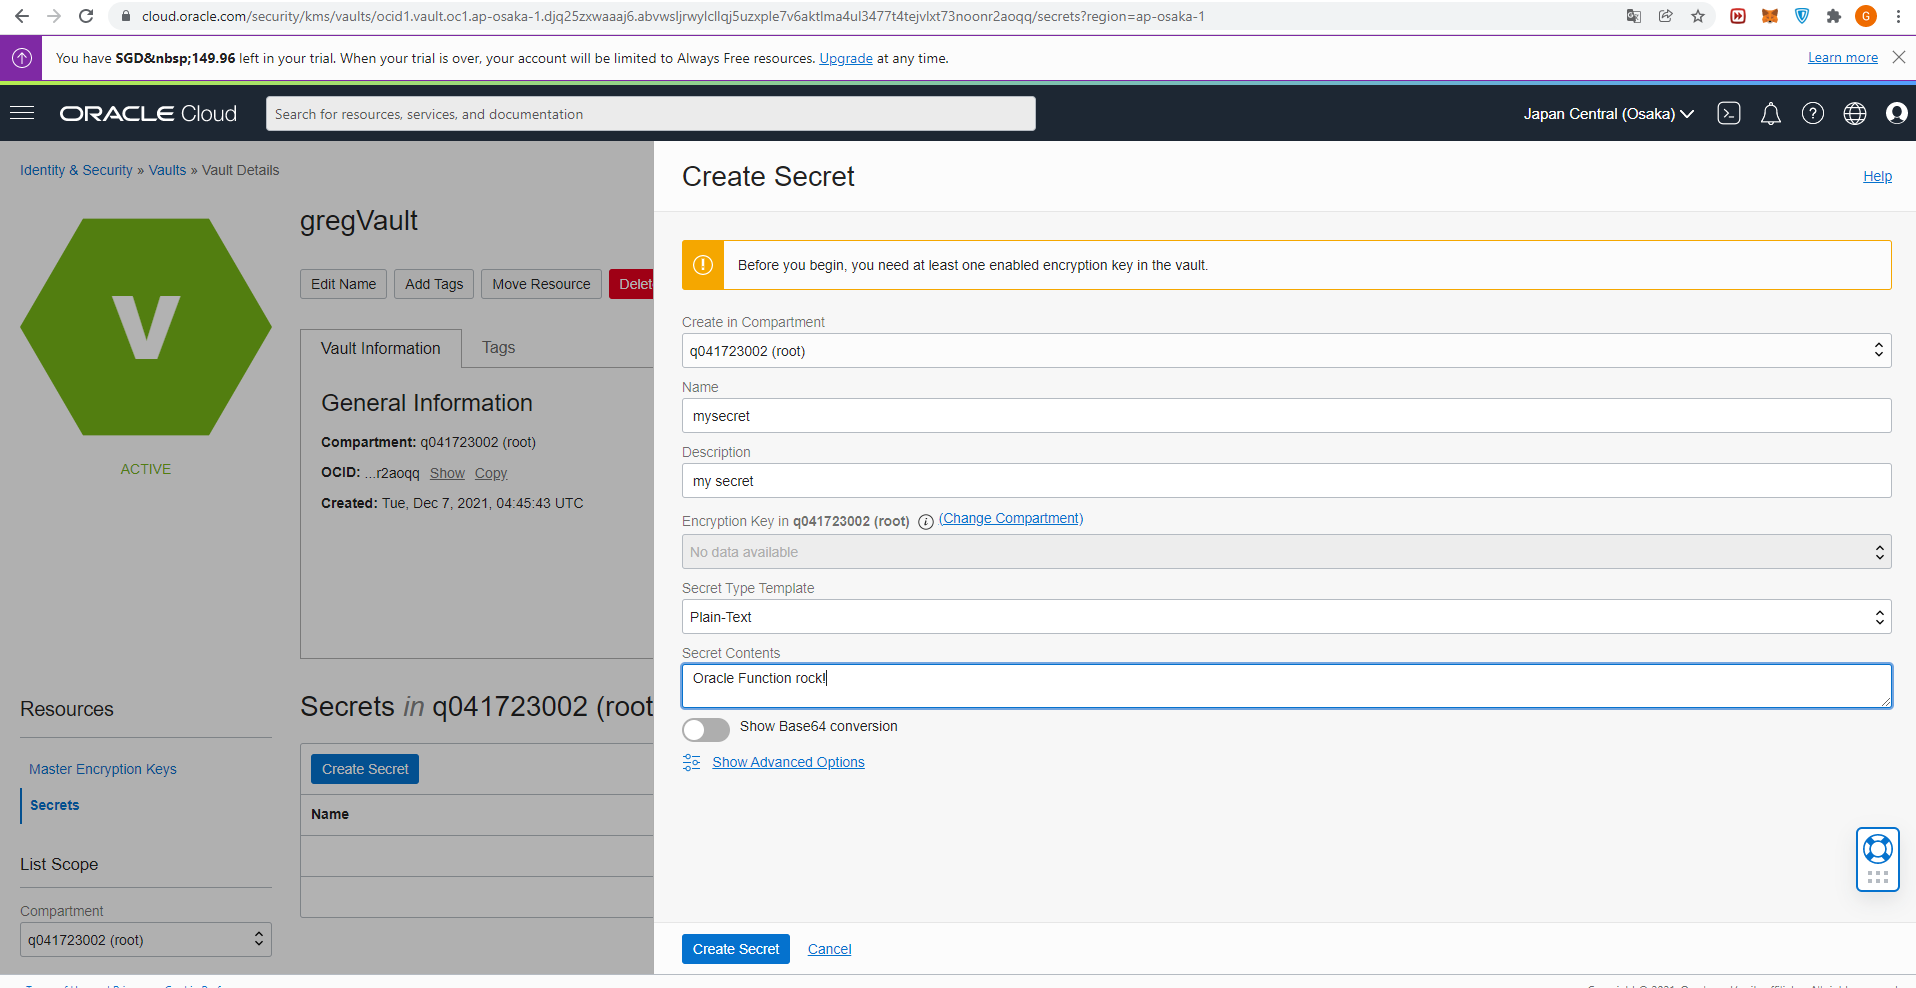 cloud.oracle.com/security/kms/vaults/ocid1.vault.oc1.ap-osaka-1.djq25zxwaaaj6.abvwsljrwylcllqj5uzxple7v6aktlma4ul3477t4tejvlxt73noonr2aoqq/secrets?region=ap-osaka-1
G
You have SGD&nbsp;149.96 left in your trial. When your trial is over, your account will be limited to Always Free resources. Upgrade at any time.
Learn more
ORACLE Cloud
Search for resources, services, and documentation
Japan Central (Osaka)
Identity & Security » Vaults » Vault Details
V
ACTIVE
gregVault
Edit Name
Add Tags
Move Resource
Delet
Vault Information
Tags
General Information
Compartment: q041723002 (root)
OCID: ...r2aoqq Show Copy
Created: Tue, Dec 7, 2021, 04:45:43 UTC
Resources
Master Encryption Keys
Secrets
List Scope
Compartment
q041723002 (root)
Secrets in q041723002 (root
Create Secret
Name
Create Secret
Help
Before you begin, you need at least one enabled encryption key in the vault.
Create in Compartment
q041723002 (root)
Name
mysecret
Description
my secret
Encryption Key in q041723002 (root) (Change Compartment)
No data available
Secret Type Template
Plain-Text
Secret Contents
Oracle Function rock!
Show Base64 conversion
Show Advanced Options
Create Secret
Cancel